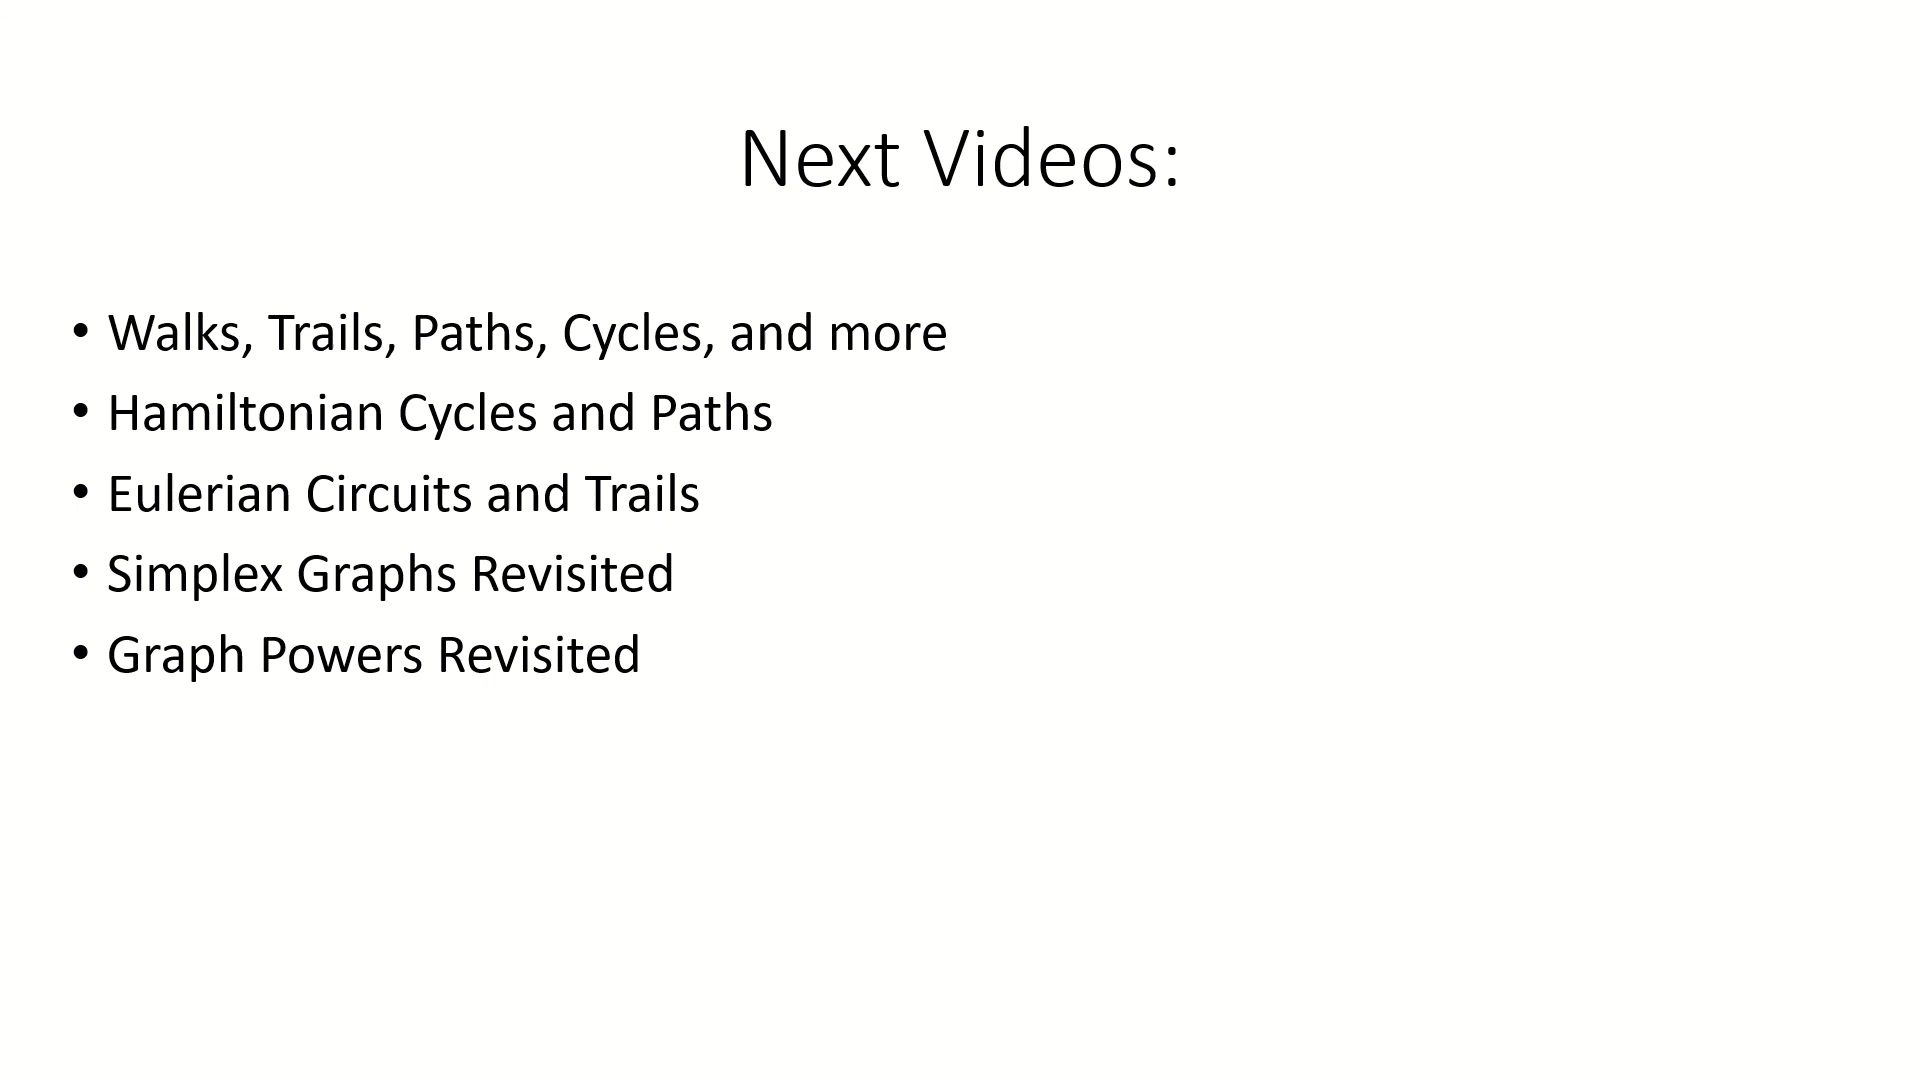 Next Videos:
• Walks, Trails, Paths, Cycles, and more
• Hamiltonian Cycles and Paths
• Eulerian Circuits and Trails
• Simplex Graphs Revisited
• Graph Powers Revisited